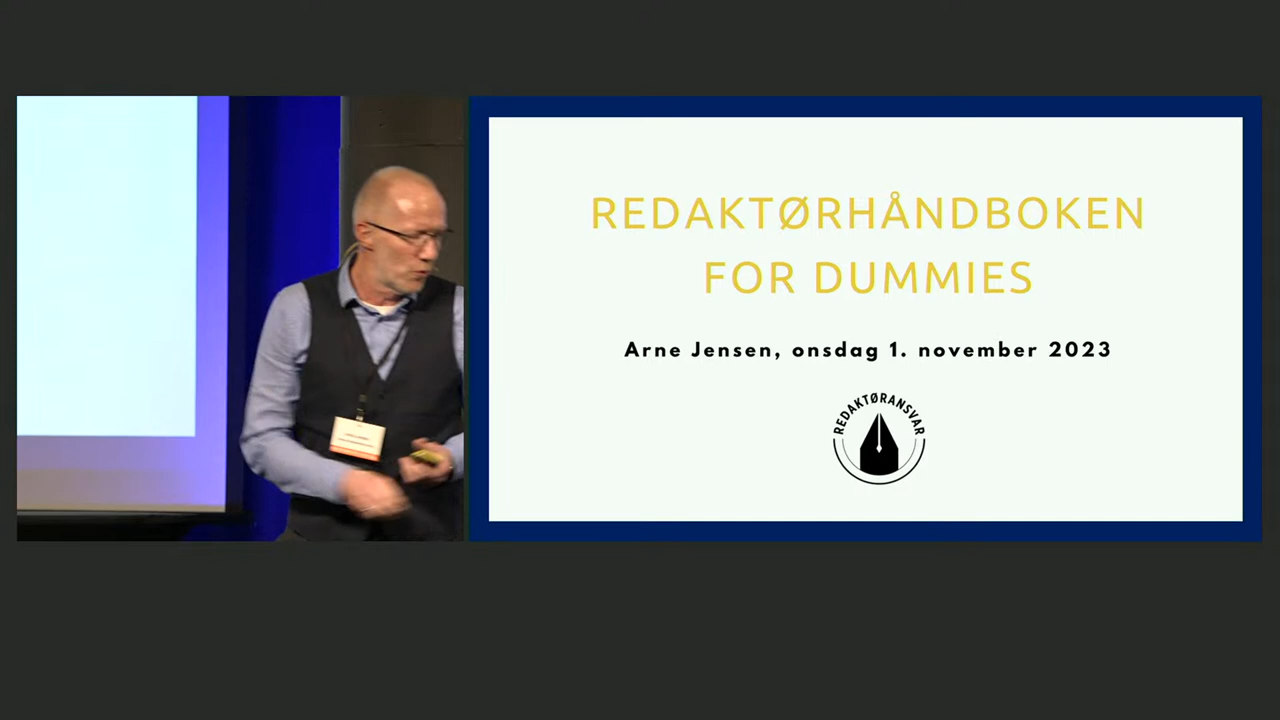 REDAKTØRHÅNDBOKEN
FOR DUMMIES
Arne Jensen, onsdag 1. november 2023
REDAKTØRANSVAR